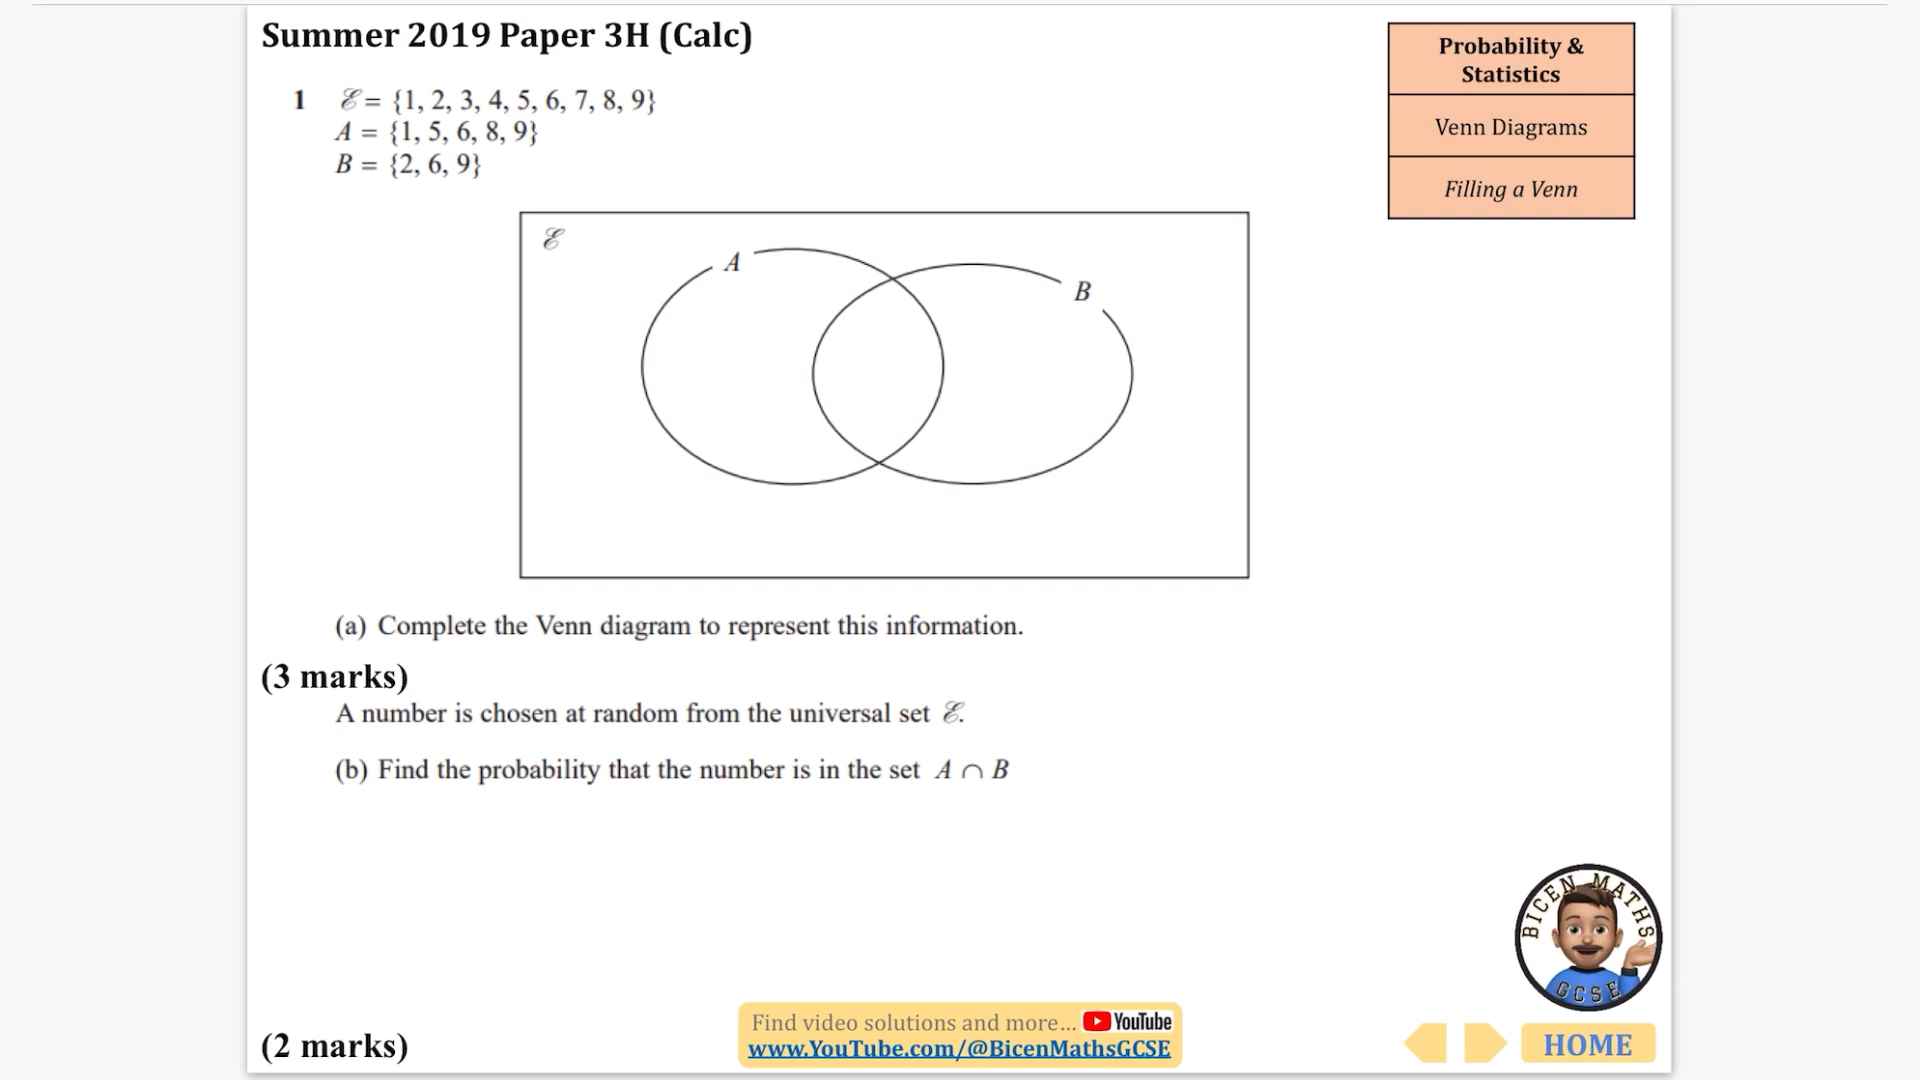 Summer 2019 Paper 3H (Calc)
Probability &
Statistics
Venn Diagrams
Filling a Venn
1 ℰ = {1, 2, 3, 4, 5, 6, 7, 8, 9}
A = {1, 5, 6, 8, 9}
B = {2, 6, 9}
ℰ
A
B
(a) Complete the Venn diagram to represent this information.
(3 marks)
A number is chosen at random from the universal set ℰ.
(b) Find the probability that the number is in the set A ∩ B
BICEN MATHS
GCSE
(2 marks)
Find video solutions and more... YouTube
www.YouTube.com/@BicenMathsGCSE
HOME